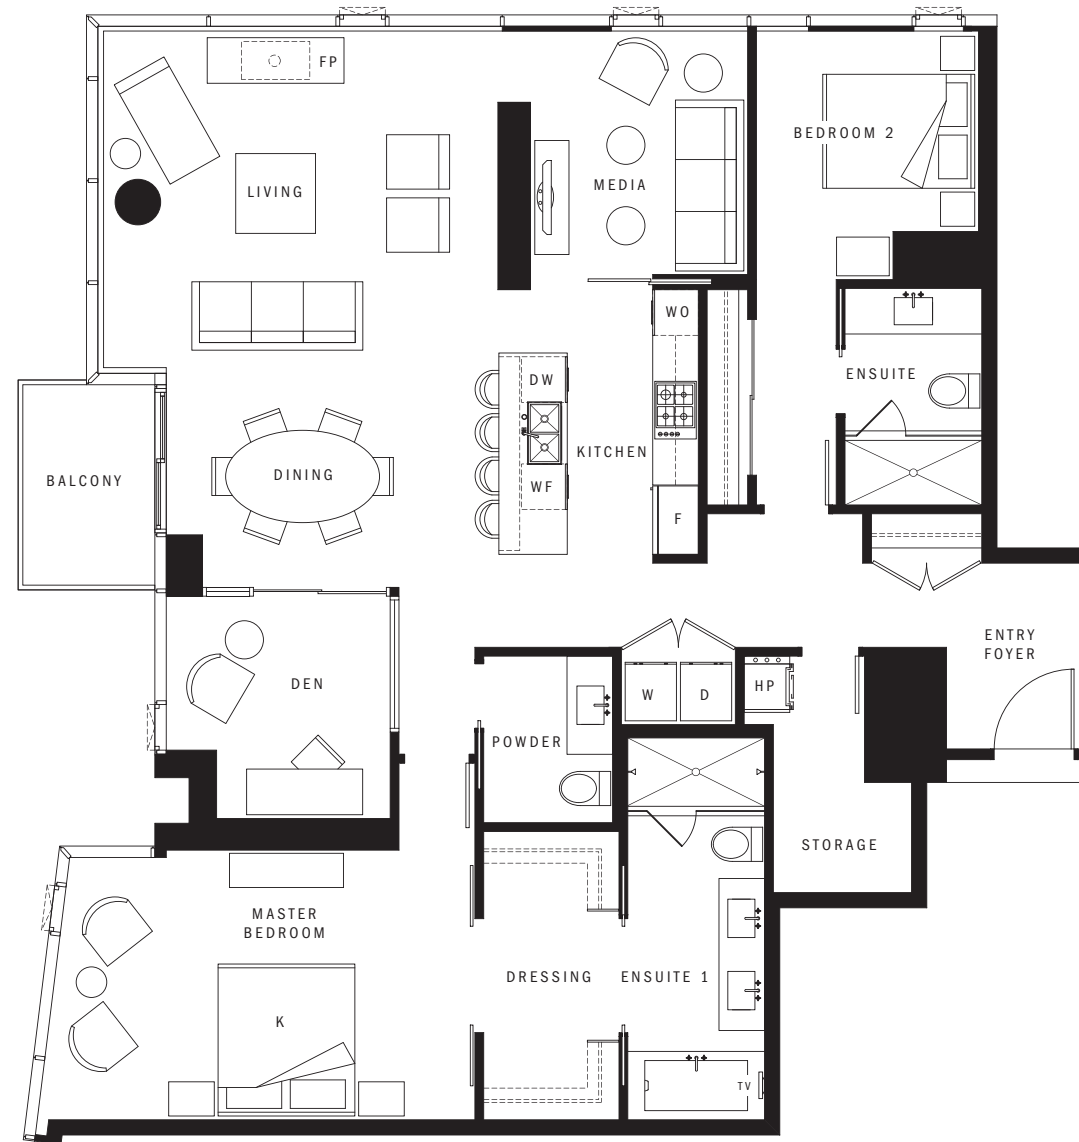 FP
BEDROOM 2
MEDIA
LIVING
WO
ENSUITE
DW
KITCHEN
BALCONY
DINING
WF
F
ENTRY
FOYER
DEN
W
D
HP
POWDER
STORAGE
MASTER
BEDROOM
DRESSING
ENSUITE 1
K
TV